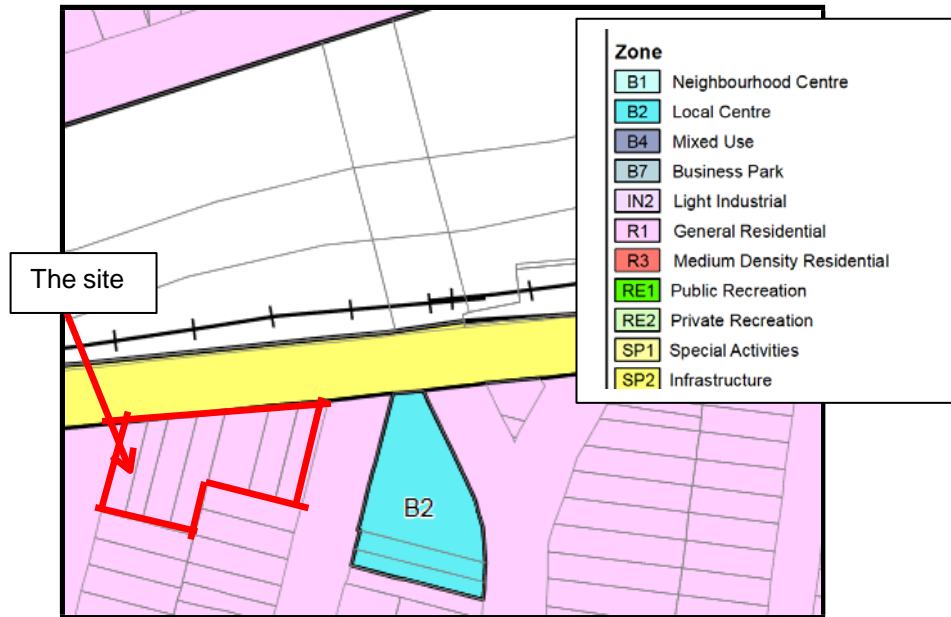 Zone
B1 Neighbourhood Centre
B2 Local Centre
B4 Mixed Use
B7 Business Park
IN2 Light Industrial
R1 General Residential
R3 Medium Density Residential
RE1 Public Recreation
RE2 Private Recreation
SP1 Special Activities
SP2 Infrastructure
The site
B2